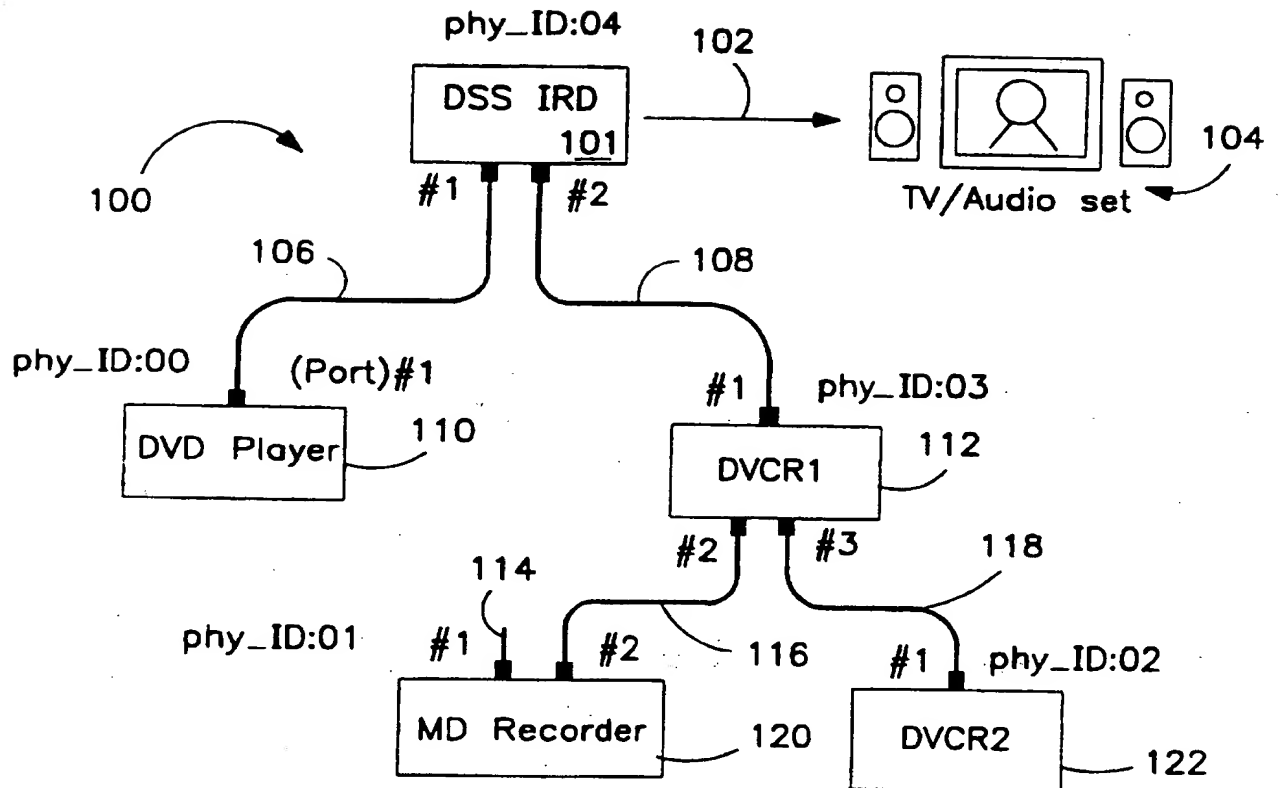 phy_ID:04
102
DSS IRD
101
104
100
#1
#2
TV/Audio set
106
108
phy_ID:00
(Port)#1
#1
phy_ID:03
DVD Player
110
DVCR1
112
#2
#3
114
118
phy_ID:01
#1
#2
116
#1
phy_ID:02
MD Recorder
120
DVCR2
122